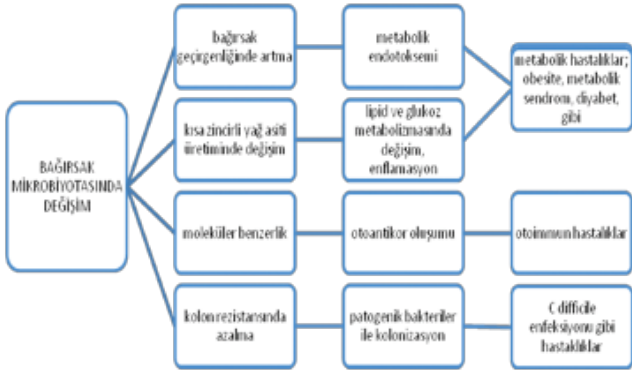 BAĞIRSAK
MİKROBİYOTASINDA
DEĞİŞİM
bağırsak
geçirgenliğinde artma
metabolik
endotoksemi
metabolik hastalıklar;
obesite, metabolik
sendrom, diyabet,
gibi
kısa zincirli yağ asiti
üretiminde değişim
lipid ve glukoz
metabolizmasında
değişim,
enflamasyon
moleküler benzerlik
otoantikor oluşumu
otoimmun hastalıklar
kolon rezistansında
azalma
patogenik bakteriler
ile kolonizasyon
C difficile
enfeksiyonu gibi
hastaklıklar